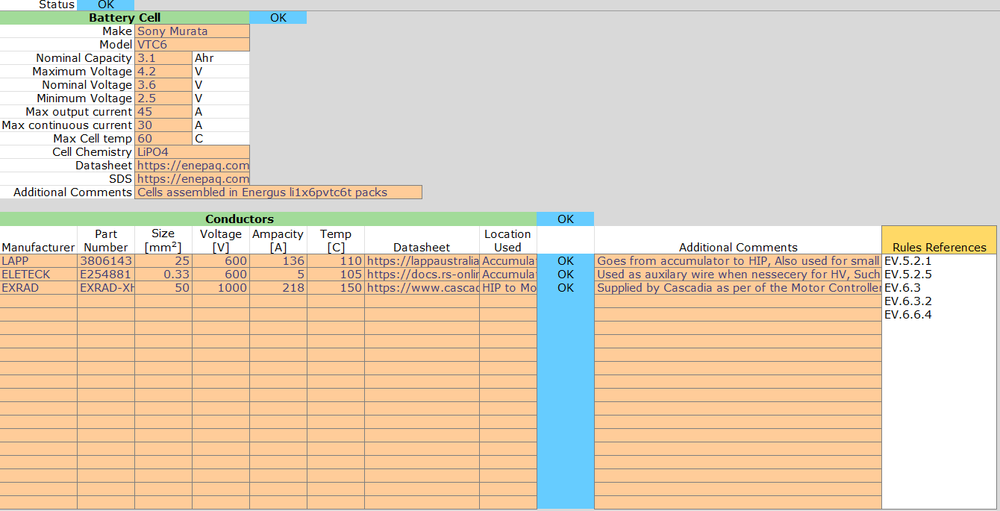 Status OK
Battery Cell OK
Make Sony Murata
Model VTC6
Nominal Capacity 3.1 Ahr
Maximum Voltage 4.2 V
Nominal Voltage 3.6 V
Minimum Voltage 2.5 V
Max output current 45 A
Max continuous current 30 A
Max Cell temp 60 C
Cell Chemistry LiPO4
Datasheet https://enepaq.com
SDS https://enepaq.com
Additional Comments Cells assembled in Energus li1x6pvtc6t packs
Conductors OK
Manufacturer Part Number Size [mm²] Voltage [V] Ampacity [A] Temp [C] Datasheet Location Used Additional Comments Rules References
LAPP 3806143 25 600 136 110 https://lappaustralia Accumula OK Goes from accumulator to HIP, Also used for small EV.5.2.1
ELETECK E254881 0.33 600 5 105 https://docs.rs-onlin Accumula OK Used as auxilary wire when nessecery for HV, Such EV.5.2.5
EXRAD EXRAD-XH 50 1000 218 150 https://www.cascad HIP to Mo OK Supplied by Cascadia as per of the Motor Controller EV.6.3
EV.6.3.2
EV.6.6.4